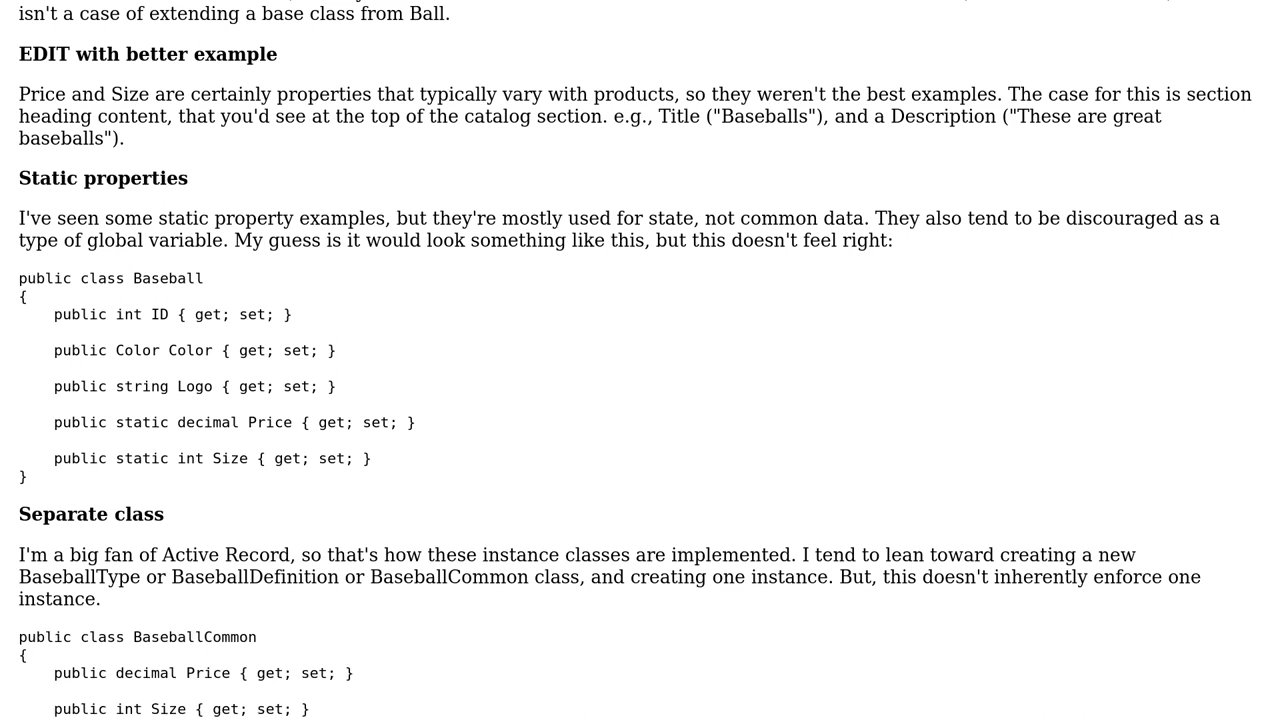 isn't a case of extending a base class from Ball.
EDIT with better example
Price and Size are certainly properties that typically vary with products, so they weren't the best examples. The case for this is section
heading content, that you'd see at the top of the catalog section. e.g., Title ("Baseballs"), and a Description ("These are great
baseballs").
Static properties
I've seen some static property examples, but they're mostly used for state, not common data. They also tend to be discouraged as a
type of global variable. My guess is it would look something like this, but this doesn't feel right:
public class Baseball
{
    public int ID { get; set; }
    public Color Color { get; set; }
    public string Logo { get; set; }
    public static decimal Price { get; set; }
    public static int Size { get; set; }
}
Separate class
I'm a big fan of Active Record, so that's how these instance classes are implemented. I tend to lean toward creating a new
BaseballType or BaseballDefinition or BaseballCommon class, and creating one instance. But, this doesn't inherently enforce one
instance.
public class BaseballCommon
{
    public decimal Price { get; set; }
    public int Size { get; set; }